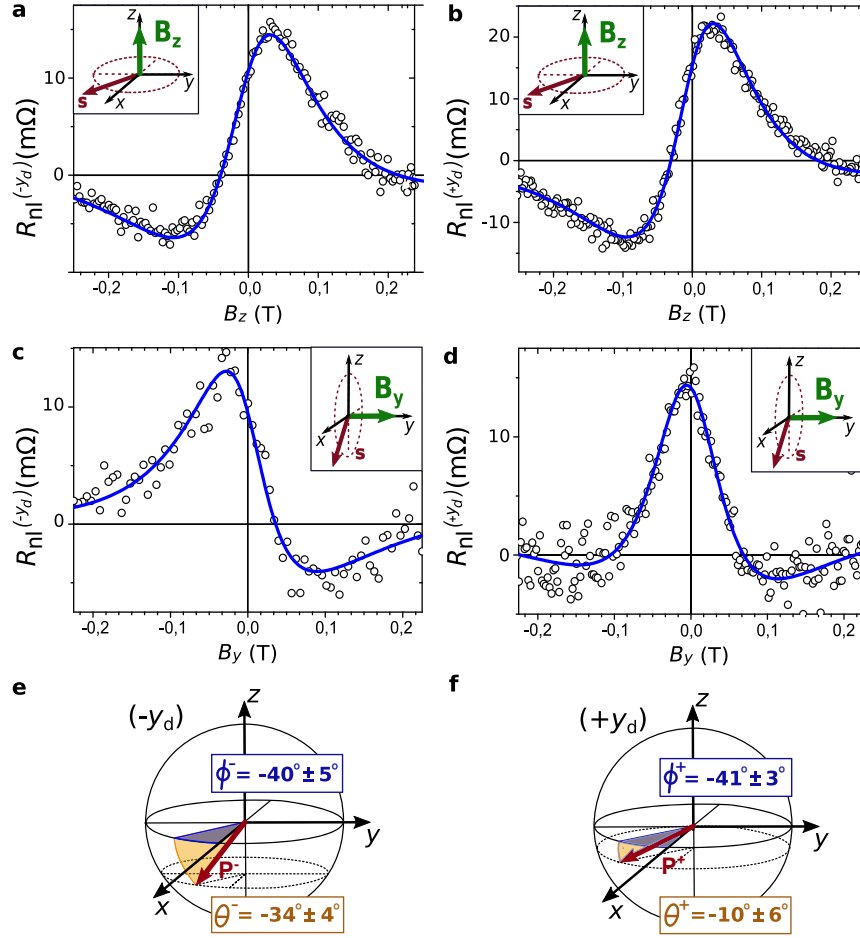 a
z
B_z
y
s
x
R_nl^(-y_d) (mΩ)
10
0
-0,2 -0,1 0,0 0,1 0,2
B_z (T)
b
z
B_z
y
s
x
R_nl^(+y_d) (mΩ)
20
10
0
-10
-0,2 -0,1 0,0 0,1 0,2
B_z (T)
c
z
B_y
x
y
s
R_nl^(-y_d) (mΩ)
10
0
-0,2 -0,1 0,0 0,1 0,2
B_y (T)
d
z
B_y
x
y
s
R_nl^(+y_d) (mΩ)
10
0
-0,2 -0,1 0,0 0,1 0,2
B_y (T)
e
(-y_d)
z
ϕ^- = -40° ± 5°
y
P^-
x
θ^- = -34° ± 4°
f
(+y_d)
z
ϕ^+ = -41° ± 3°
y
P^+
x
θ^+ = -10° ± 6°